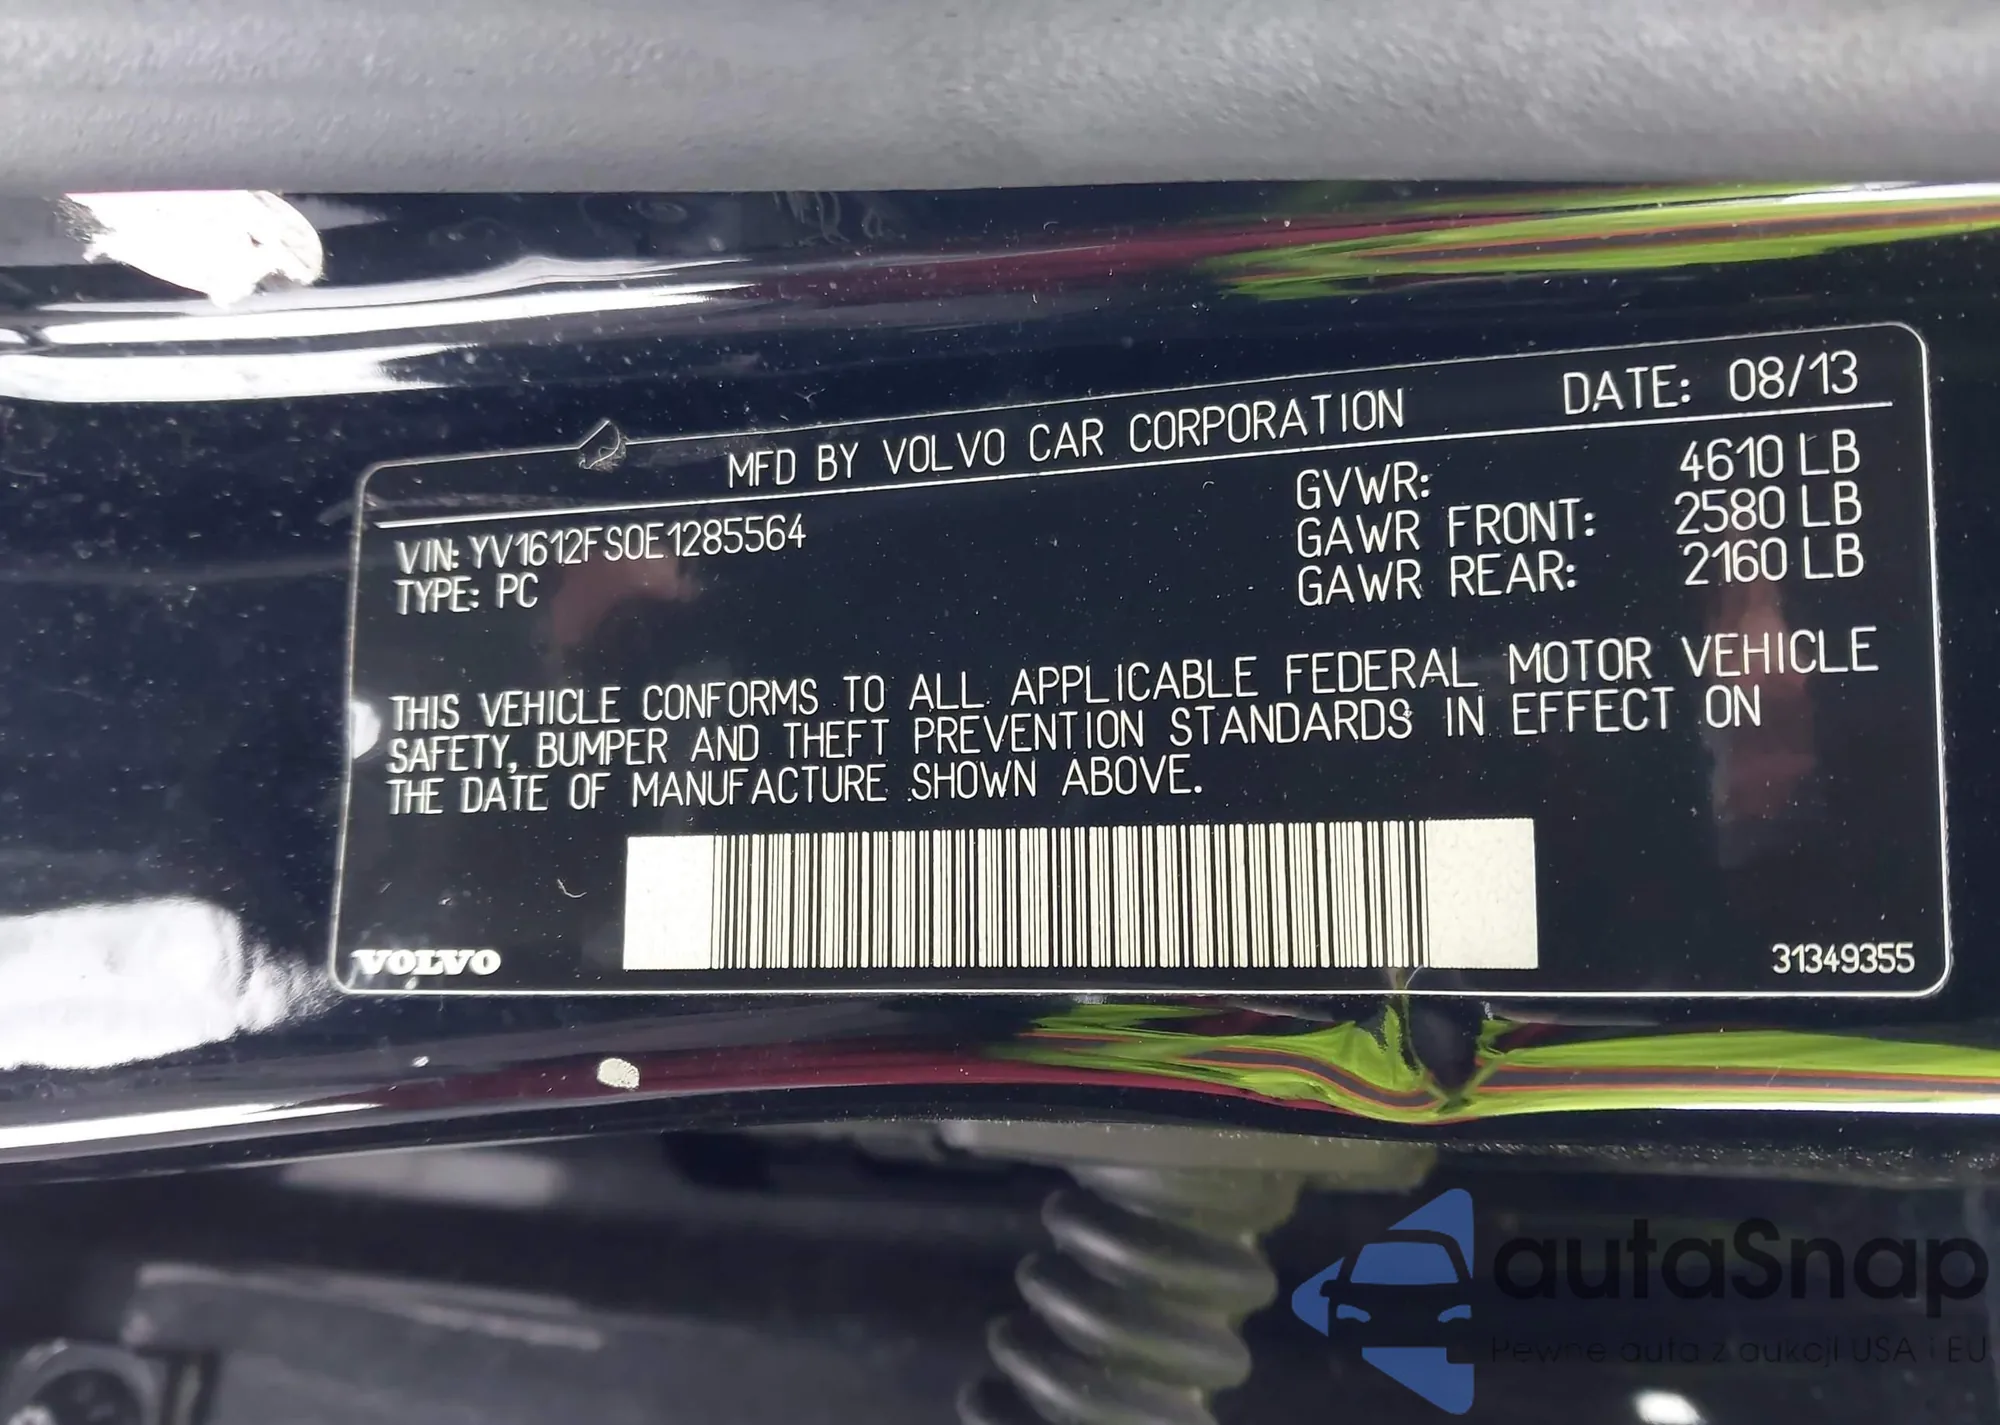 MFD BY VOLVO CAR CORPORATION DATE: 08/13
VIN: YV1612FS0E1285564
TYPE: PC
GVWR: 4610 LB
GAWR FRONT: 2580 LB
GAWR REAR: 2160 LB
THIS VEHICLE CONFORMS TO ALL APPLICABLE FEDERAL MOTOR VEHICLE
SAFETY, BUMPER AND THEFT PREVENTION STANDARDS IN EFFECT ON
THE DATE OF MANUFACTURE SHOWN ABOVE.
VOLVO
31349355
autaSnap
Pewne auta z aukcji USA i EU